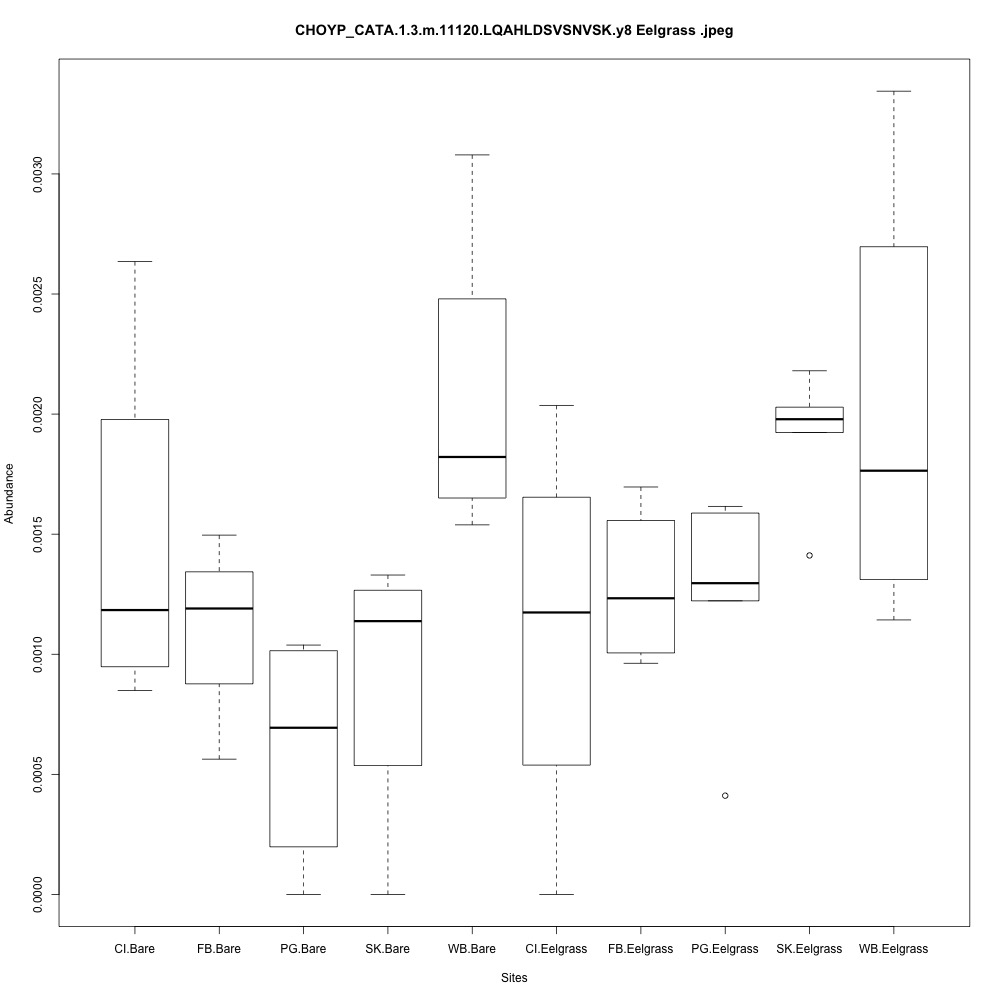 CHOYP_CATA.1.3.m.11120.LQAHLDSVSNVSK.y8 Eelgrass .jpeg
0.0030
0.0025
0.0020
0.0015
0.0010
0.0005
0.0000
Abundance
CI.Bare FB.Bare PG.Bare SK.Bare WB.Bare CI.Eelgrass FB.Eelgrass PG.Eelgrass SK.Eelgrass WB.Eelgrass
Sites